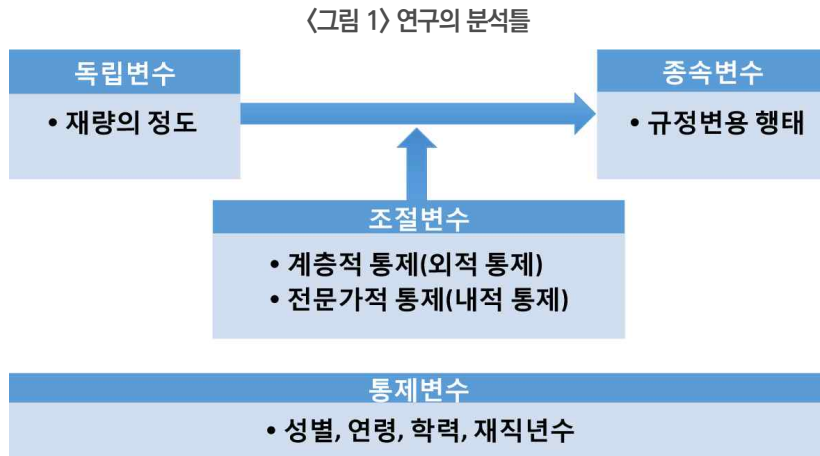 〈그림 1〉 연구의 분석틀
독립변수
• 재량의 정도
종속변수
• 규정변용 행태
조절변수
• 계층적 통제(외적 통제)
• 전문가적 통제(내적 통제)
통제변수
• 성별, 연령, 학력, 재직년수